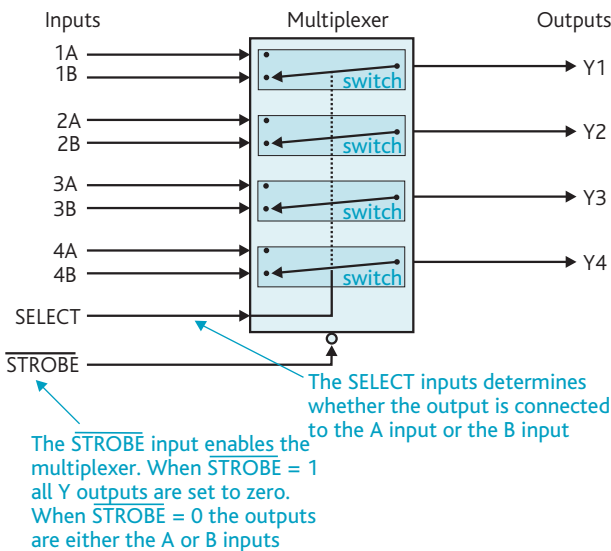 Inputs Multiplexer Outputs
1A
1B
switch
Y1
2A
2B
switch
Y2
3A
3B
switch
Y3
4A
4B
switch
Y4
SELECT
STROBE
The SELECT inputs determines
whether the output is connected
to the A input or the B input
The STROBE input enables the
multiplexer. When STROBE = 1
all Y outputs are set to zero.
When STROBE = 0 the outputs
are either the A or B inputs